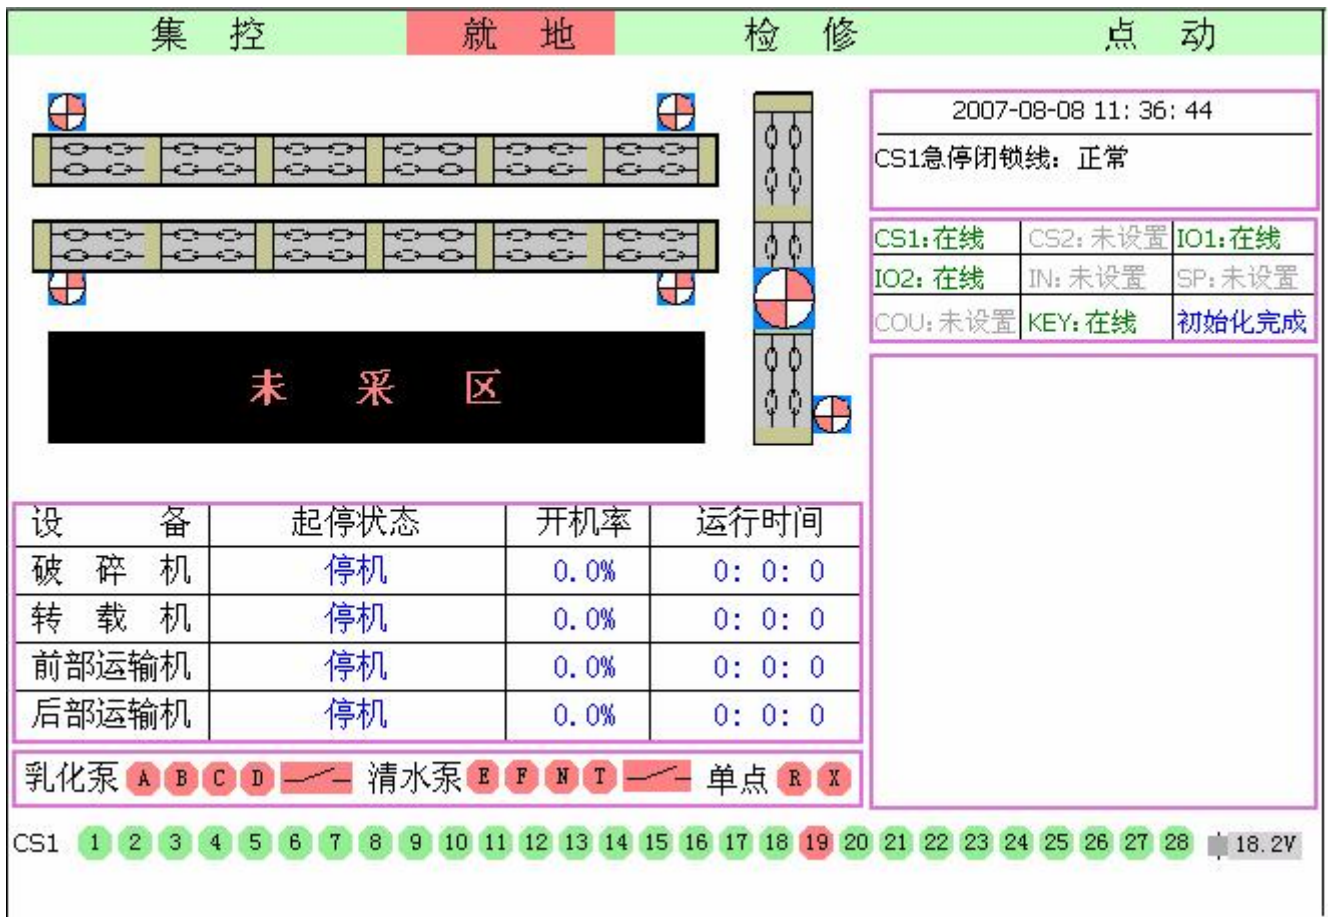 集 控 就 地 检 修 点 动
2007-08-08 11:36:44
CS1急停闭锁线：正常
CS1:在线 CS2:未设置 IO1:在线
IO2:在线 IN:未设置 SP:未设置
COU:未设置 KEY:在线 初始化完成
未 采 区
设 备 起停状态 开机率 运行时间
破 碎 机 停机 0.0% 0: 0: 0
转 载 机 停机 0.0% 0: 0: 0
前部运输机 停机 0.0% 0: 0: 0
后部运输机 停机 0.0% 0: 0: 0
乳化泵 A B C D 清水泵 E F N T 单点 R X
CS1 1 2 3 4 5 6 7 8 9 10 11 12 13 14 15 16 17 18 19 20 21 22 23 24 25 26 27 28 18.2V